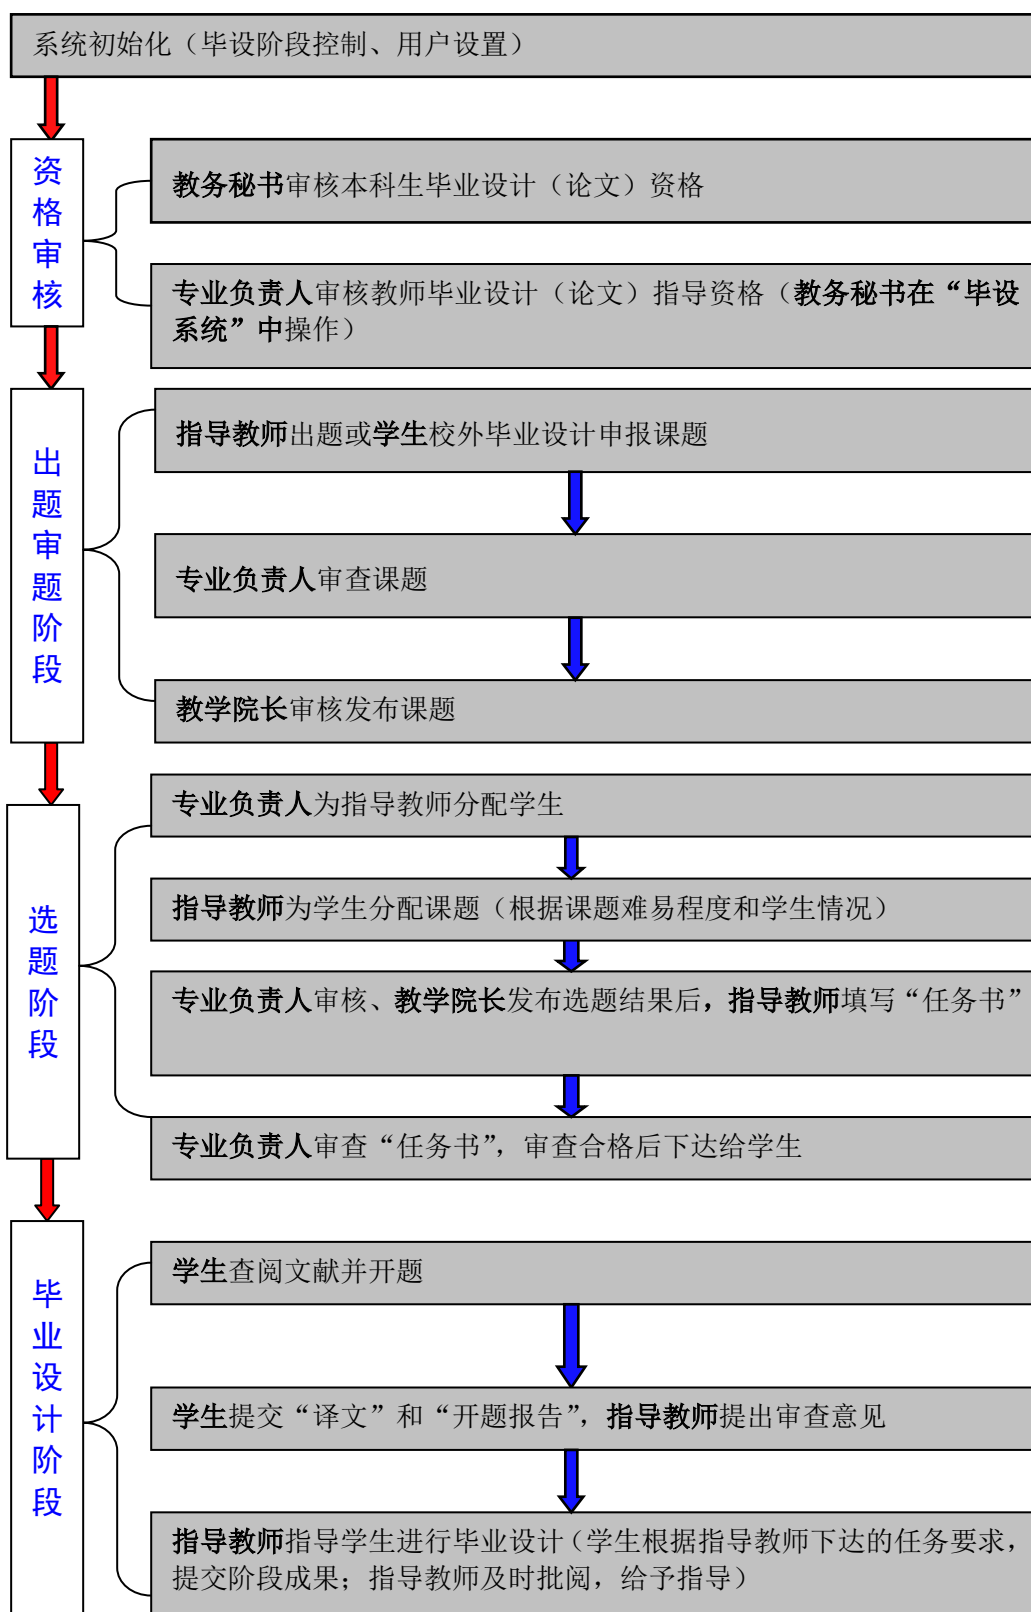 系统初始化（毕设阶段控制、用户设置）
资格审核
教务秘书审核本科生毕业设计（论文）资格
专业负责人审核教师毕业设计（论文）指导资格（教务秘书在“毕设
系统”中操作）
出题审题阶段
指导教师出题或学生校外毕业设计申报课题
专业负责人审查课题
教学院长审核发布课题
选题阶段
专业负责人为指导教师分配学生
指导教师为学生分配课题（根据课题难易程度和学生情况）
专业负责人审核、教学院长发布选题结果后，指导教师填写“任务书”
专业负责人审查“任务书”，审查合格后下达给学生
毕业设计阶段
学生查阅文献并开题
学生提交“译文”和“开题报告”，指导教师提出审查意见
指导教师指导学生进行毕业设计（学生根据指导教师下达的任务要求，
提交阶段成果；指导教师及时批阅，给予指导）